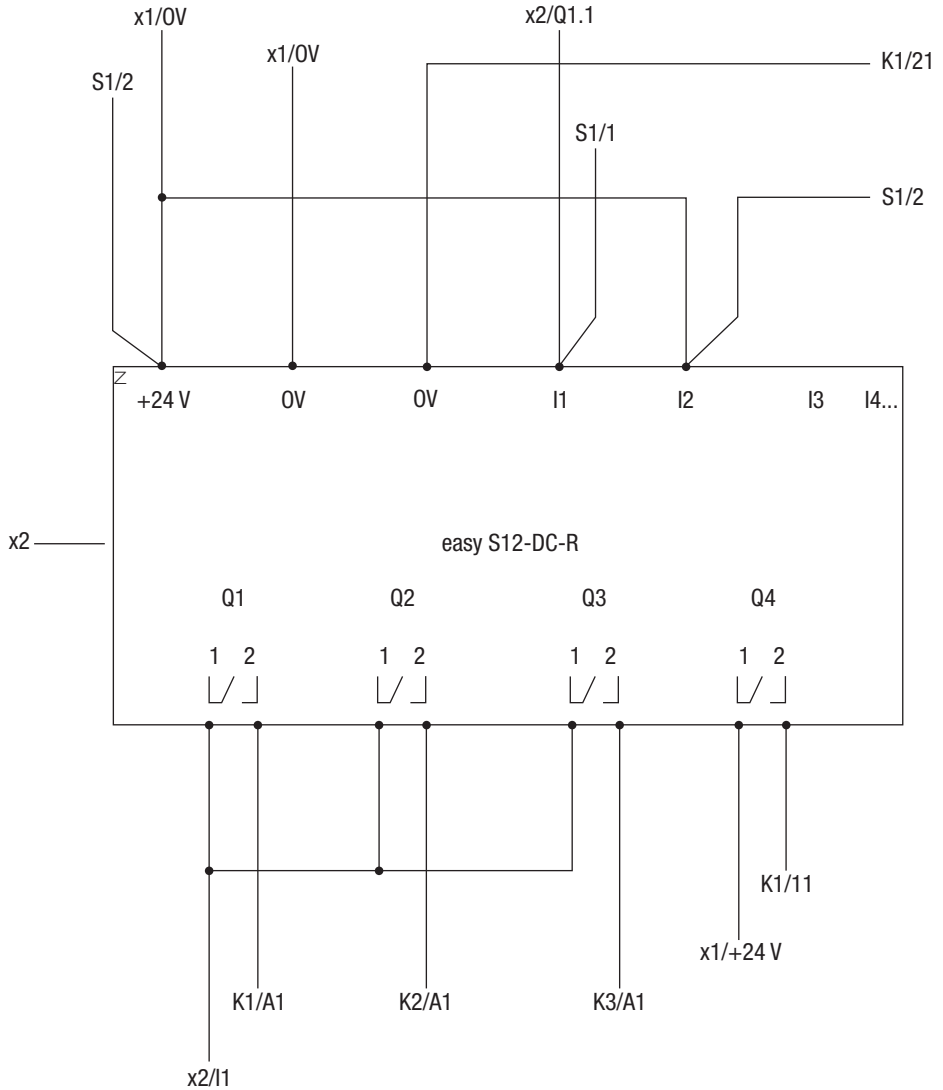 x1/0V
x2/Q1.1
x1/0V
K1/21
S1/2
S1/1
S1/2
+24 V 0V 0V I1 I2 I3 I4...
x2
easy S12-DC-R
Q1 Q2 Q3 Q4
1 2 1 2 1 2 1 2
K1/11
x1/+24 V
K1/A1 K2/A1 K3/A1
x2/I1